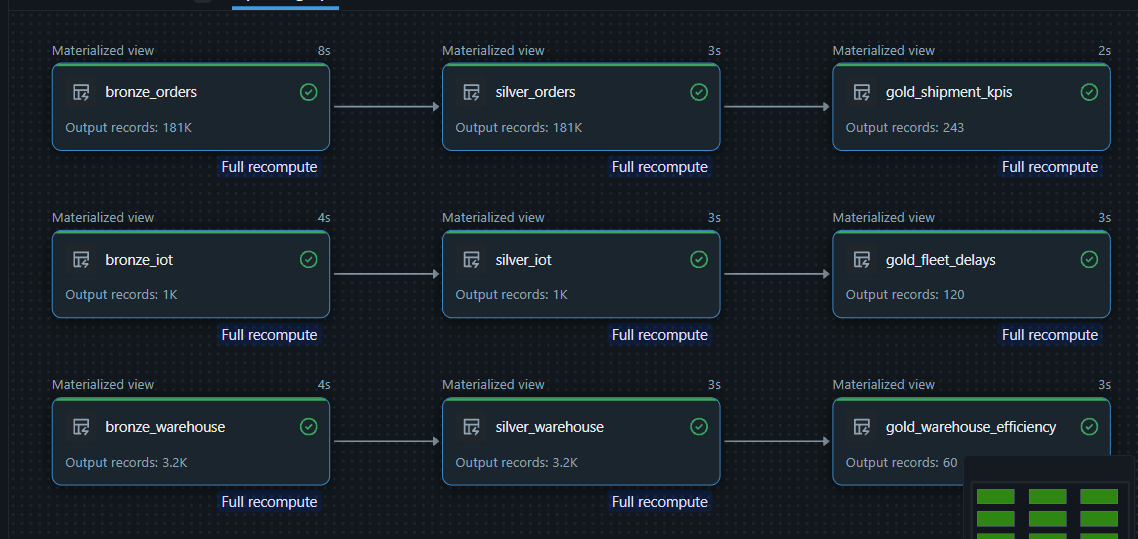 Materialized view 8s Materialized view 3s Materialized view 2s
bronze_orders silver_orders gold_shipment_kpis
Output records: 181K Output records: 181K Output records: 243
Full recompute Full recompute Full recompute
Materialized view 4s Materialized view 3s Materialized view 3s
bronze_iot silver_iot gold_fleet_delays
Output records: 1K Output records: 1K Output records: 120
Full recompute Full recompute Full recompute
Materialized view 4s Materialized view 3s Materialized view 3s
bronze_warehouse silver_warehouse gold_warehouse_efficiency
Output records: 3.2K Output records: 3.2K Output records: 60
Full recompute Full recompute